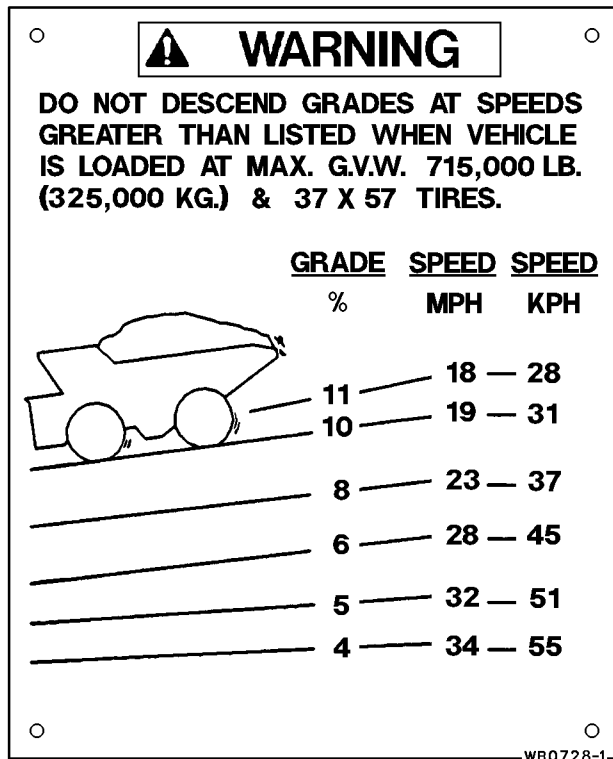 WARNING
DO NOT DESCEND GRADES AT SPEEDS
GREATER THAN LISTED WHEN VEHICLE
IS LOADED AT MAX. G.V.W. 715,000 LB.
(325,000 KG.) & 37 X 57 TIRES.
GRADE SPEED SPEED
% MPH KPH
11 18 — 28
10 19 — 31
8 23 — 37
6 28 — 45
5 32 — 51
4 34 — 55
WB0728-1